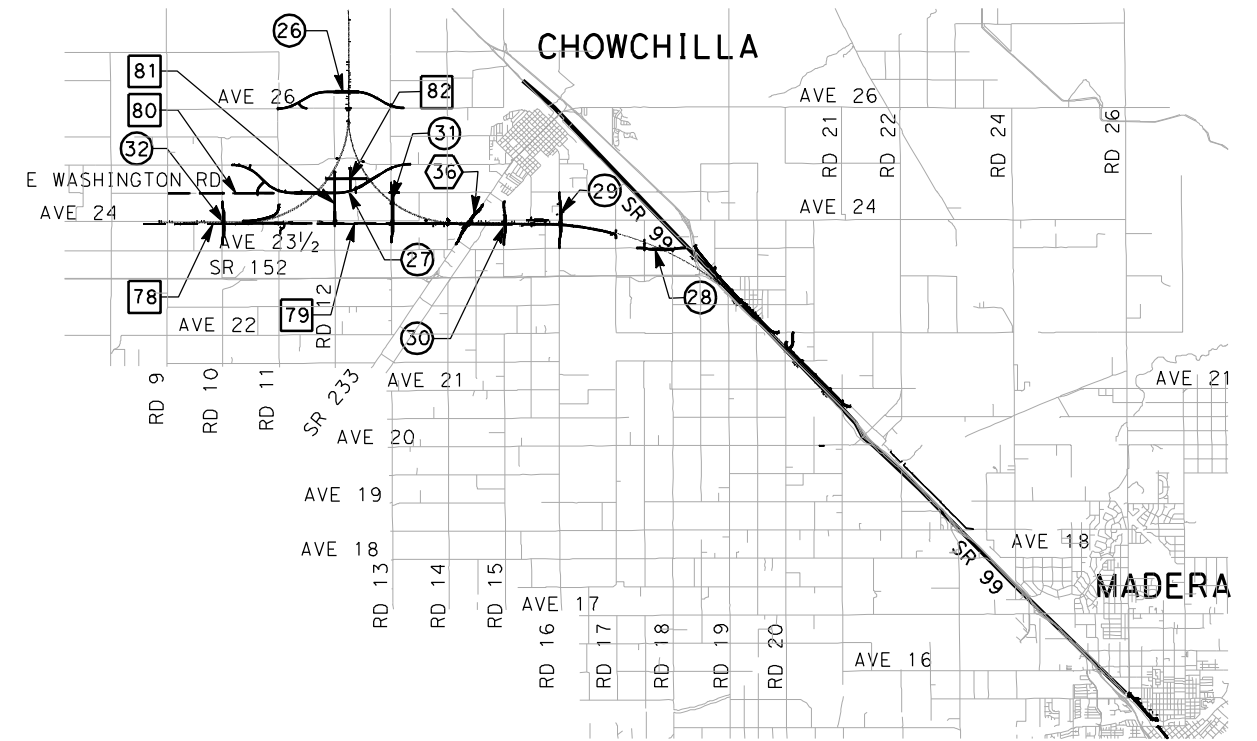 CHOWCHILLA
26
81
82
AVE 26
AVE 26
80
31
32
RD 21
RD 22
RD 24
RD 26
36
E WASHINGTON RD
29
AVE 24
AVE 24
SR 99
AVE 23½
SR 152
27
78
79
28
RD 12
AVE 22
30
AVE 21
AVE 21
RD 9
RD 10
RD 11
SR 233
AVE 20
AVE 19
AVE 18
AVE 18
SR 99
MADERA
RD 13
RD 14
RD 15
AVE 17
RD 16
RD 17
RD 18
RD 19
RD 20
AVE 16